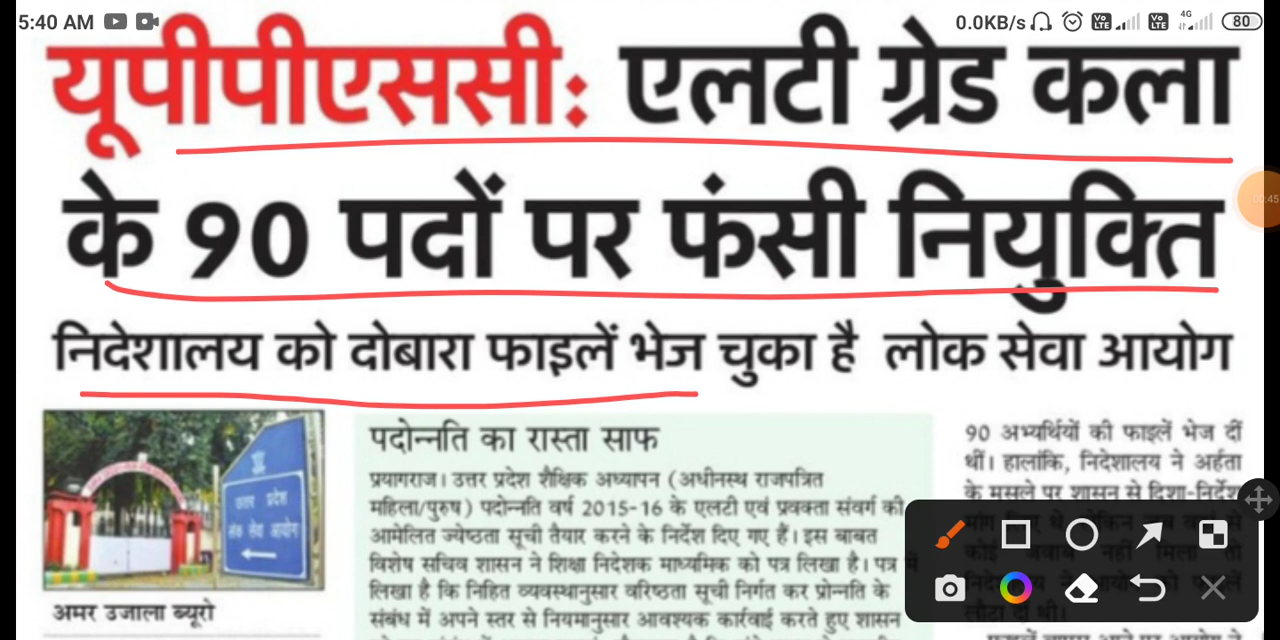 5:40 AM
0.0KB/s
4G
80
यूपीपीएससी: एलटी ग्रेड कला
के 90 पदों पर फंसी नियुक्ति
निदेशालय को दोबारा फाइलें भेज चुका है लोक सेवा आयोग
00:45
उत्तर प्रदेश
लोक सेवा आयोग
अमर उजाला ब्यूरो
पदोन्नति का रास्ता साफ
प्रयागराज। उत्तर प्रदेश शैक्षिक अध्यापन (अधीनस्थ राजपत्रित
महिला/पुरुष) पदोन्नति वर्ष 2015-16 के एलटी एवं प्रवक्ता संवर्ग की
आमेलित ज्येष्ठता सूची तैयार करने के निर्देश दिए गए हैं। इस बाबत
विशेष सचिव शासन ने शिक्षा निदेशक माध्यमिक को पत्र लिखा है। पत्र में
लिखा है कि निहित व्यवस्थानुसार वरिष्ठता सूची निर्गत कर प्रोन्नति के
संबंध में अपने स्तर से नियमानुसार आवश्यक कार्रवाई करते हुए शासन
90 अभ्यर्थियों की फाइलें भेज दीं
थीं। हालांकि, निदेशालय ने अर्हता
के मसले पर शासन से दिशा-निर्देश